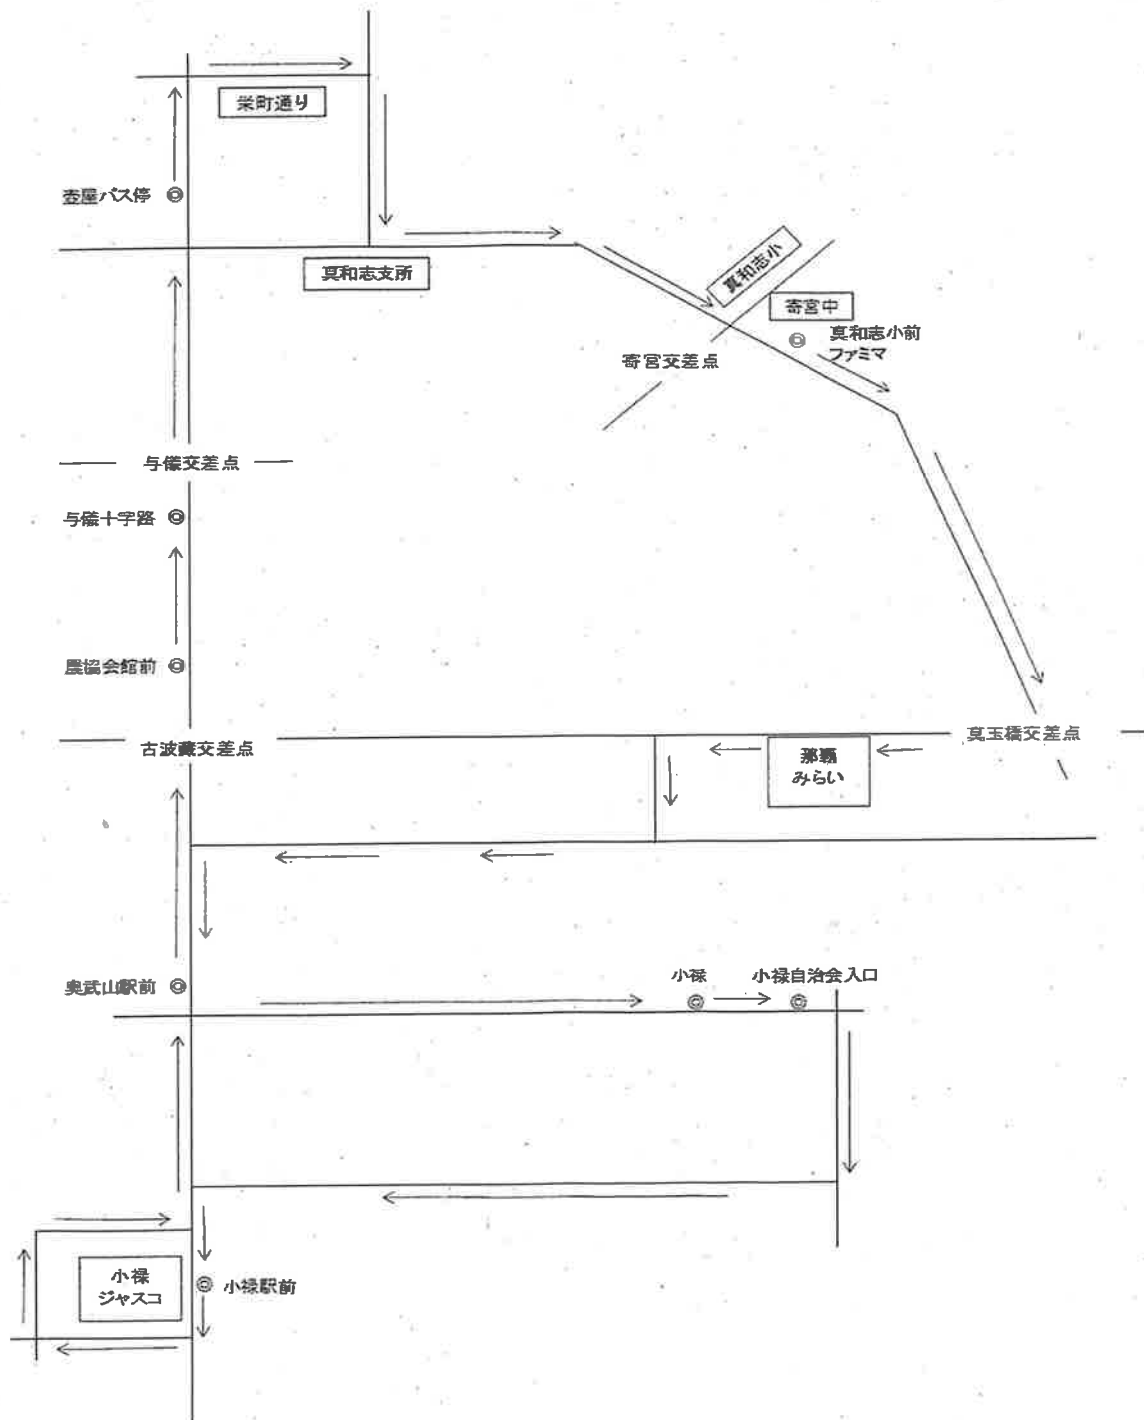 栄町通り
壺屋バス停
真和志支所
真和志小
寄宮中
真和志小前
ファミマ
寄宮交差点
与儀交差点
与儀十字路
農協会館前
古波蔵交差点
真玉橋交差点
那覇
みらい
奥武山駅前
小禄
小禄自治会入口
小禄
ジャスコ
小禄駅前